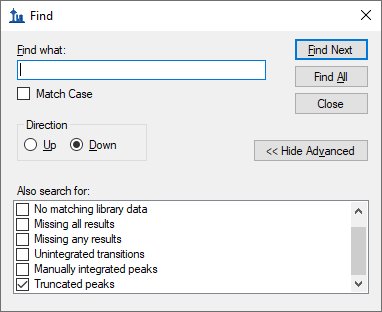 Find
Find what:
Find Next
Find All
Match Case
Close
Direction
Up
Down
<< Hide Advanced
Also search for:
No matching library data
Missing all results
Missing any results
Unintegrated transitions
Manually integrated peaks
Truncated peaks